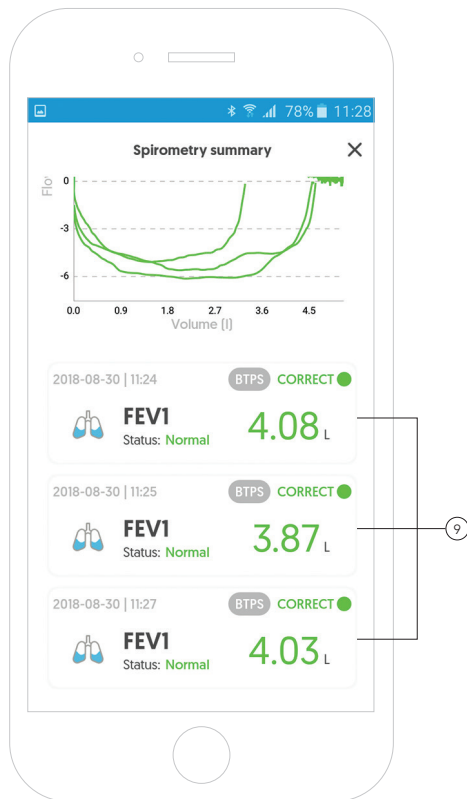 78% 11:28
Spirometry summary
Flo
0
-3
-6
0.0 0.9 1.8 2.7 3.6 4.5
Volume (l)
2018-08-30 | 11:24 BTPS CORRECT
FEV1 4.08 L
Status: Normal
2018-08-30 | 11:25 BTPS CORRECT
FEV1 3.87 L
Status: Normal
9
2018-08-30 | 11:27 BTPS CORRECT
FEV1 4.03 L
Status: Normal